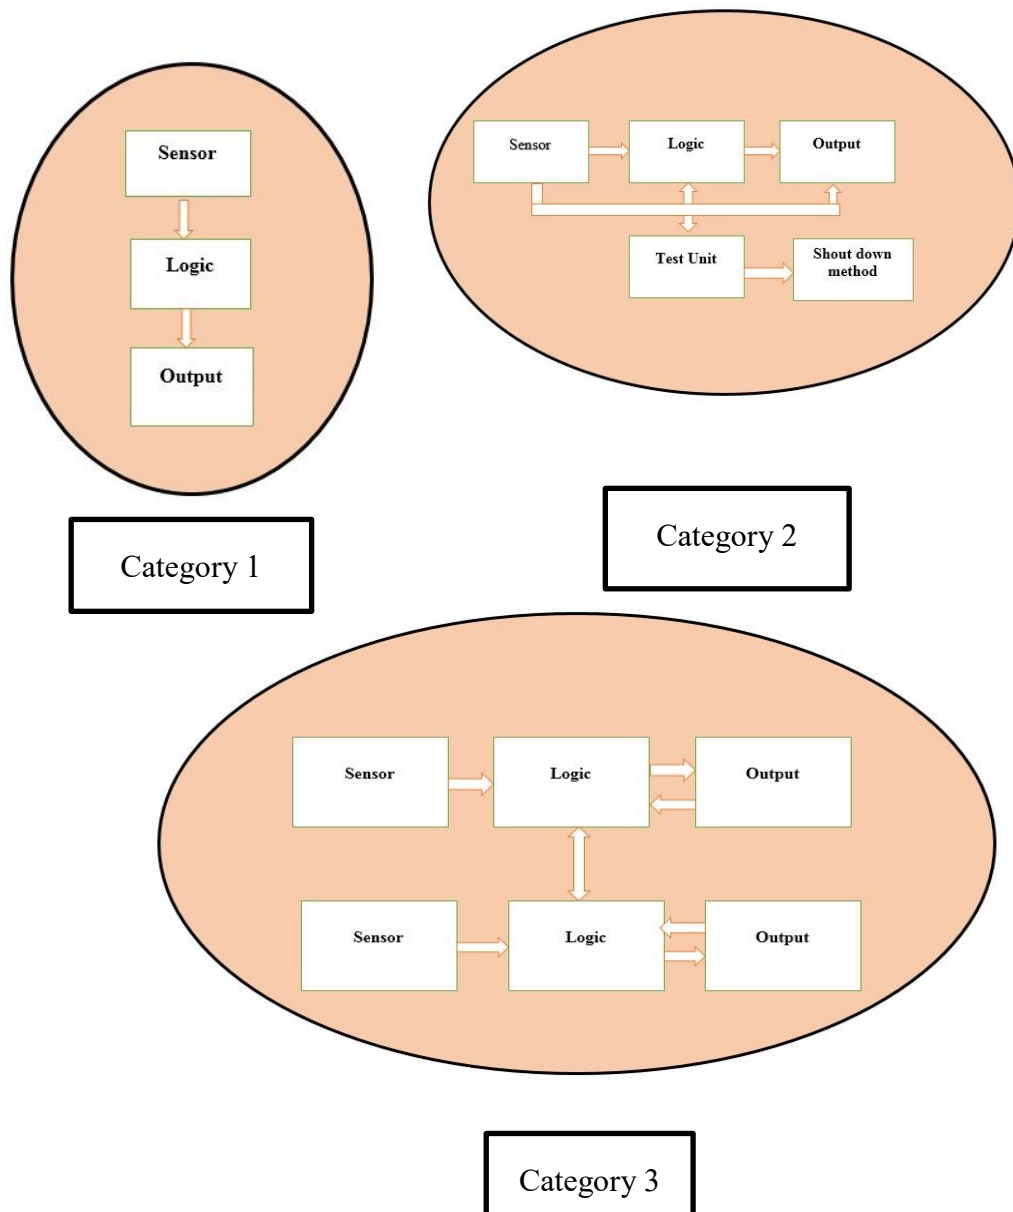 Sensor
Logic
Output
Category 1
Sensor
Logic
Output
Test Unit
Shout down
method
Category 2
Sensor
Logic
Output
Sensor
Logic
Output
Category 3